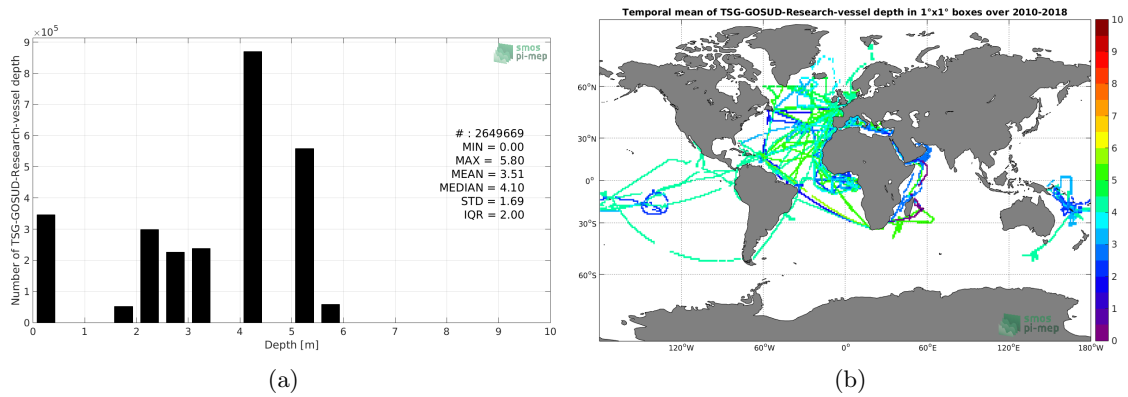 ×10⁵
9
8
7
6
5
4
3
2
1
0
Number of TSG-GOSUD-Research-vessel depth
smos
pi-mep
# : 2649669
MIN = 0.00
MAX = 5.80
MEAN = 3.51
MEDIAN = 4.10
STD = 1.69
IQR = 2.00
0 1 2 3 4 5 6 7 8 9 10
Depth [m]
(a)
Temporal mean of TSG-GOSUD-Research-vessel depth in 1°x1° boxes over 2010-2018
60°N
30°N
0°
30°S
60°S
120°W 60°W 0° 60°E 120°E 180°W
smos
pi-mep
10
9
8
7
6
5
4
3
2
1
0
(b)